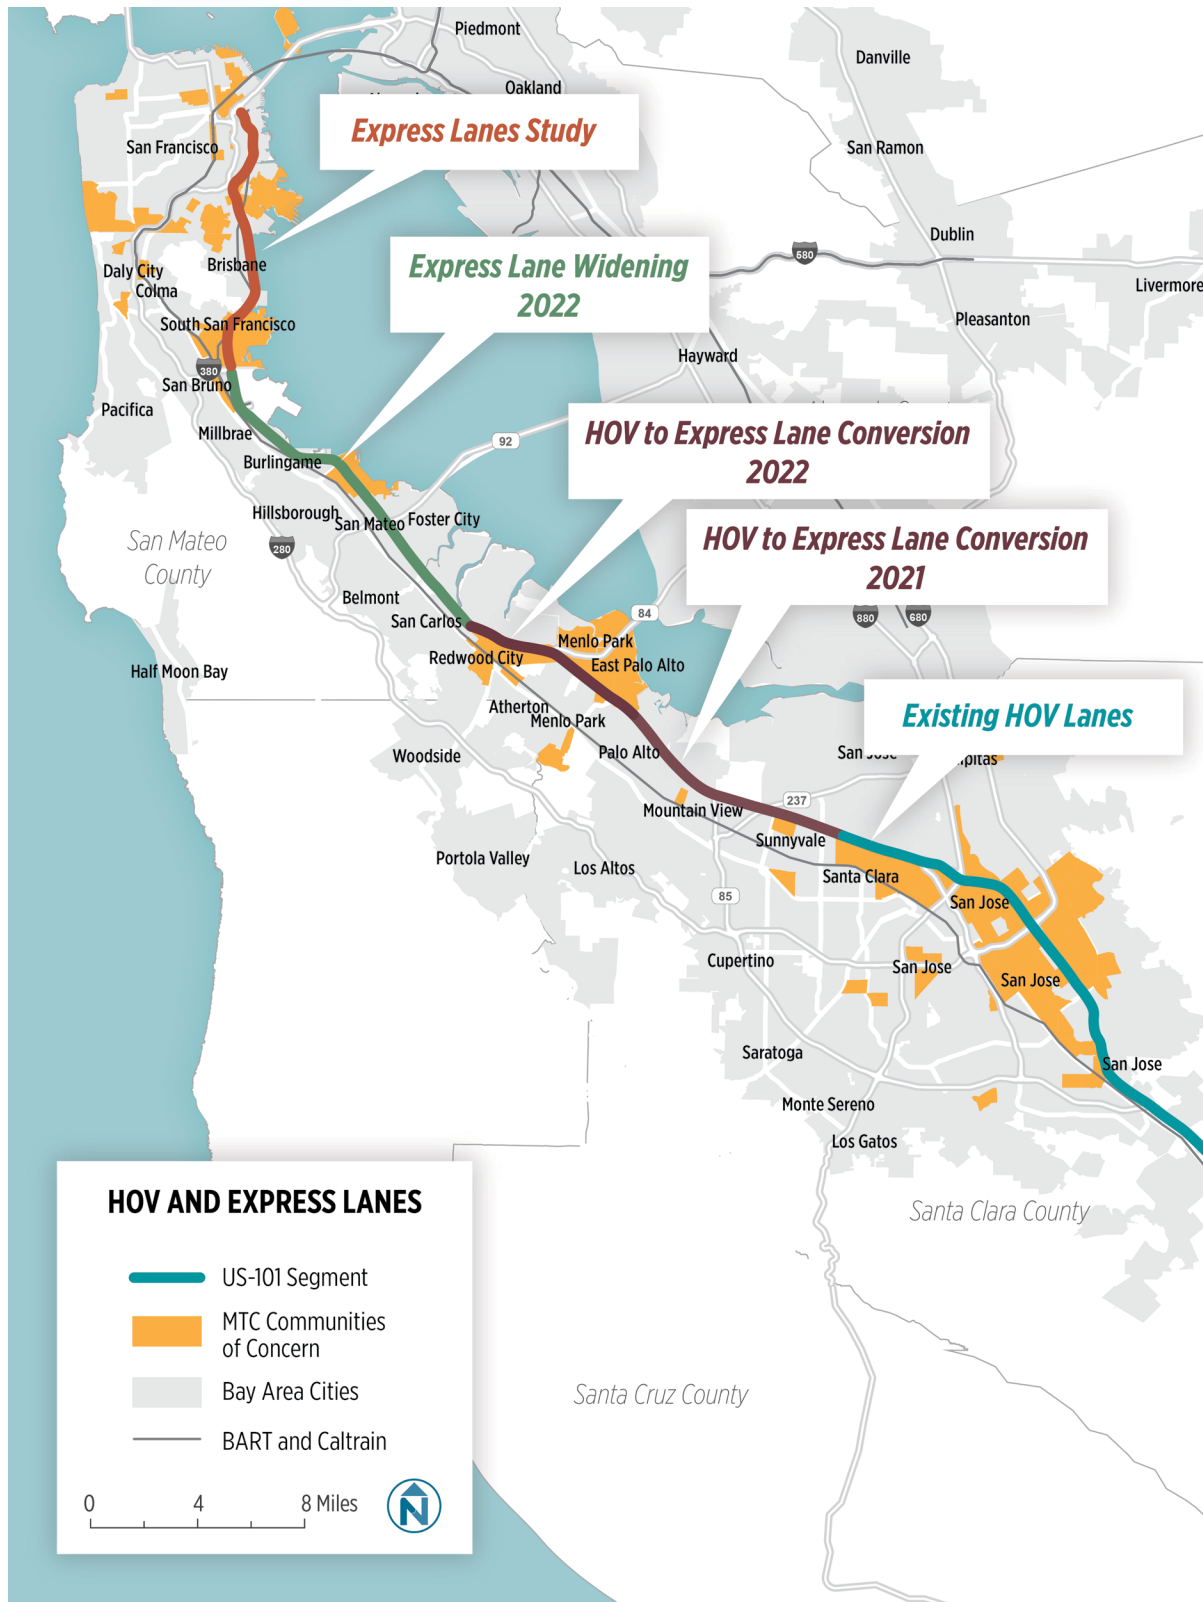 Piedmont
Danville
Oakland
Express Lanes Study
San Francisco
San Ramon
Dublin
Brisbane
Express Lane Widening
2022
580
Daly City
Colma
Livermore
South San Francisco
Pleasanton
Hayward
380
San Bruno
Pacifica
Millbrae
HOV to Express Lane Conversion
2022
92
Burlingame
Hillsborough
San Mateo
Foster City
San Mateo
County
280
HOV to Express Lane Conversion
2021
Belmont
84
880
680
San Carlos
Menlo Park
Redwood City
East Palo Alto
Half Moon Bay
Atherton
Menlo Park
Existing HOV Lanes
Woodside
Palo Alto
San Jose
Mountain View
237
Sunnyvale
Portola Valley
Los Altos
Santa Clara
85
San Jose
Cupertino
San Jose
San Jose
Saratoga
San Jose
Monte Sereno
Los Gatos
Santa Clara County
Santa Cruz County
HOV AND EXPRESS LANES
US-101 Segment
MTC Communities
of Concern
Bay Area Cities
BART and Caltrain
0 4 8 Miles
N